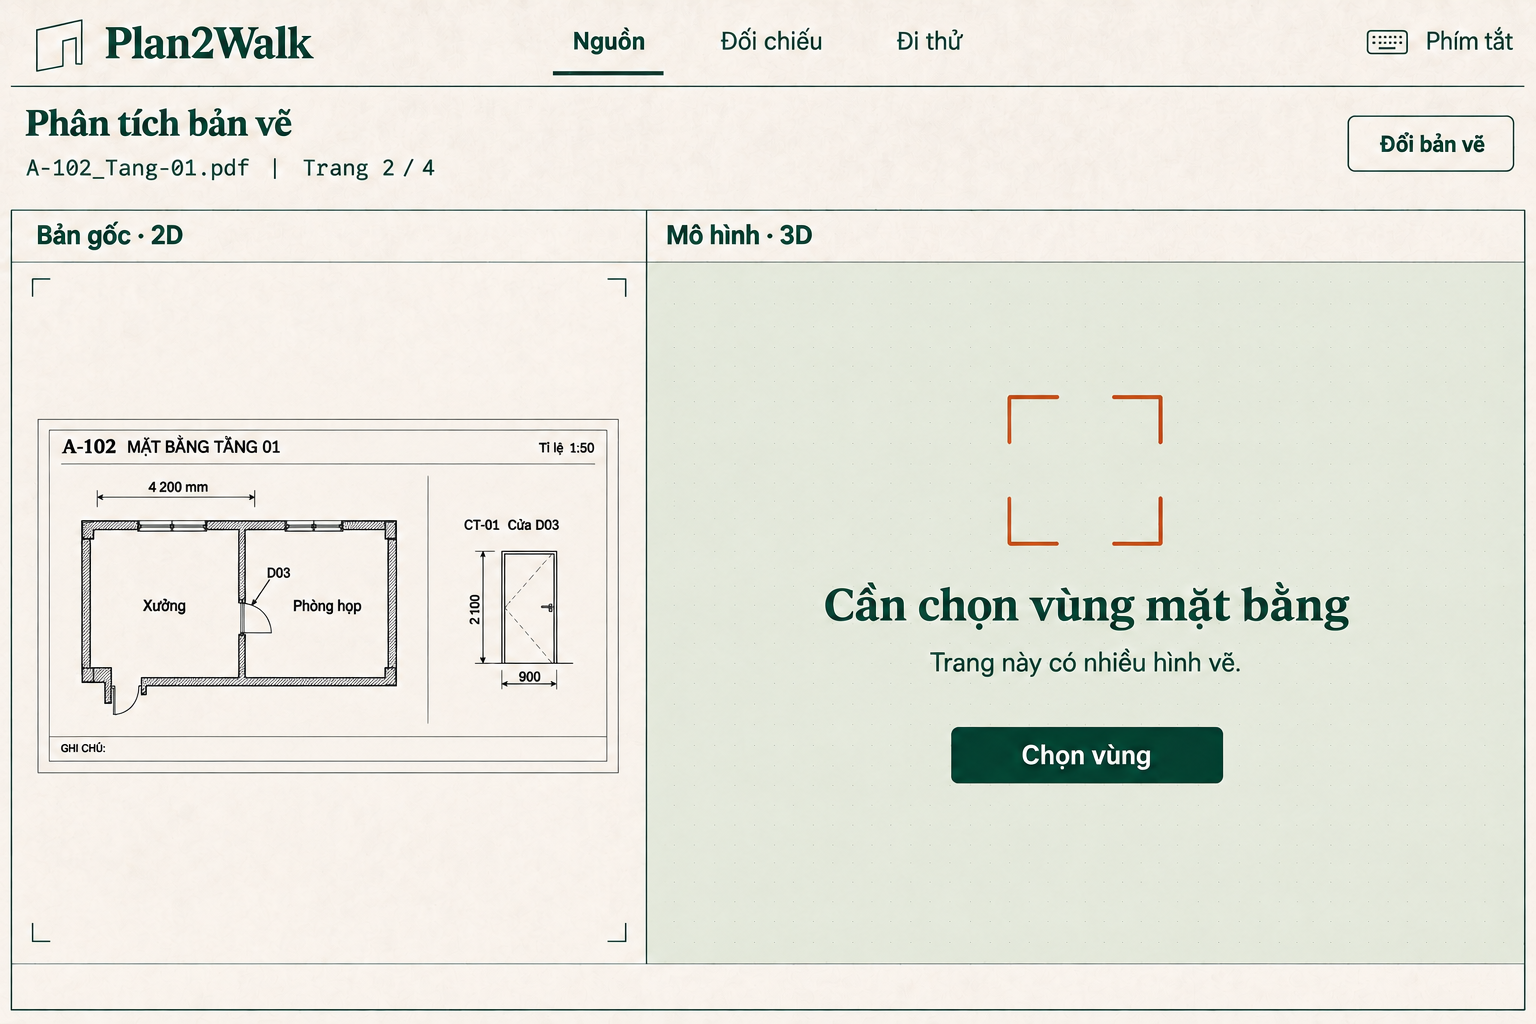 Plan2Walk
Nguồn
Đối chiếu
Đi thử
Phím tắt
Phân tích bản vẽ
A-102_Tang-01.pdf | Trang 2 / 4
Đổi bản vẽ
Bản gốc · 2D
A-102 MẶT BẰNG TẦNG 01
Tỉ lệ 1:50
4 200 mm
CT-01 Cửa D03
D03
Xưởng
Phòng họp
2 100
900
GHI CHÚ:
Mô hình · 3D
Cần chọn vùng mặt bằng
Trang này có nhiều hình vẽ.
Chọn vùng